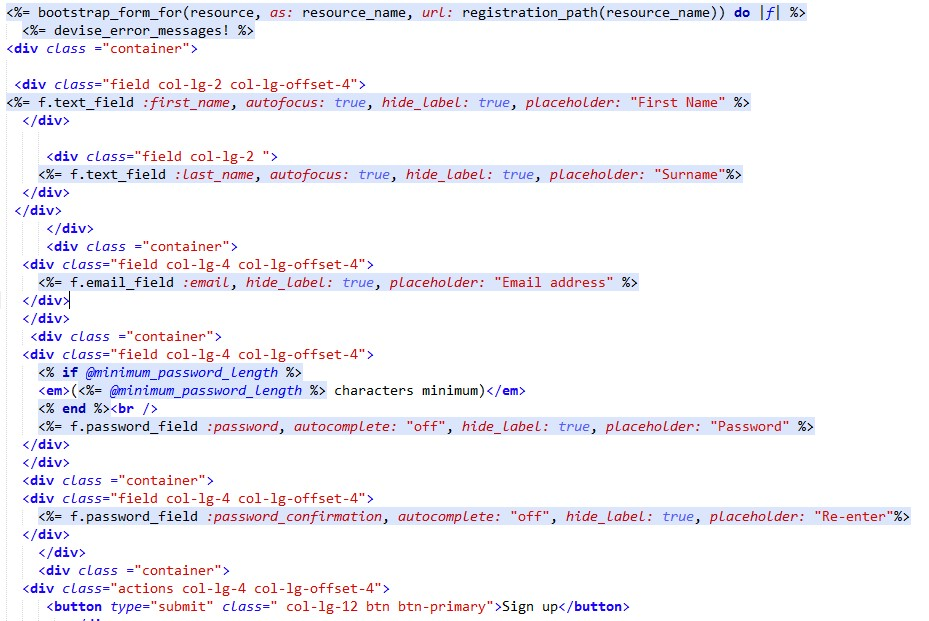 <%= bootstrap_form_for(resource, as: resource_name, url: registration_path(resource_name)) do |f| %>
<%= devise_error_messages! %>
<div class ="container">
<div class="field col-lg-2 col-lg-offset-4">
<%= f.text_field :first_name, autofocus: true, hide_label: true, placeholder: "First Name" %>
</div>
<div class="field col-lg-2 ">
<%= f.text_field :last_name, autofocus: true, hide_label: true, placeholder: "Surname"%>
</div>
</div>
</div>
<div class ="container">
<div class="field col-lg-4 col-lg-offset-4">
<%= f.email_field :email, hide_label: true, placeholder: "Email address" %>
</div>
</div>
<div class ="container">
<div class="field col-lg-4 col-lg-offset-4">
<% if @minimum_password_length %>
<em>(<%= @minimum_password_length %> characters minimum)</em>
<% end %><br />
<%= f.password_field :password, autocomplete: "off", hide_label: true, placeholder: "Password" %>
</div>
</div>
<div class ="container">
<div class="field col-lg-4 col-lg-offset-4">
<%= f.password_field :password_confirmation, autocomplete: "off", hide_label: true, placeholder: "Re-enter"%>
</div>
</div>
<div class ="container">
<div class="actions col-lg-4 col-lg-offset-4">
<button type="submit" class=" col-lg-12 btn btn-primary">Sign up</button>